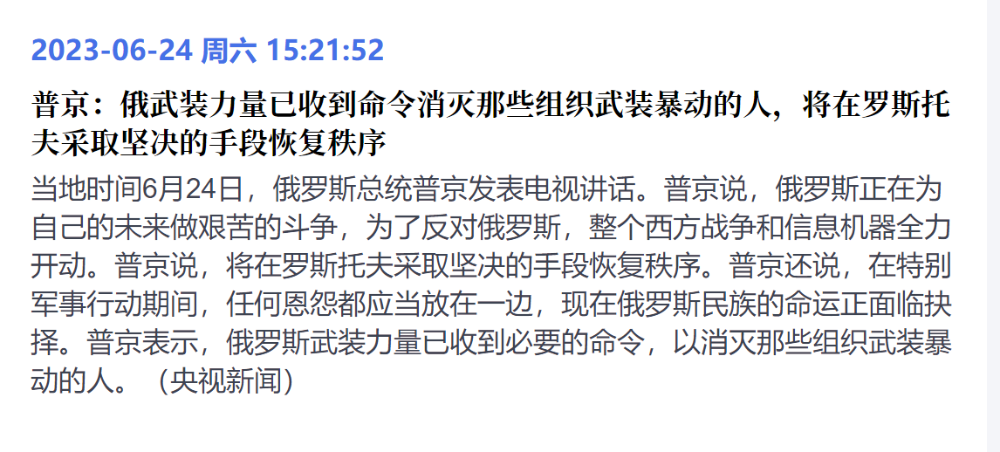 2023-06-24 周六 15:21:52
普京：俄武装力量已收到命令消灭那些组织武装暴动的人，将在罗斯托
夫采取坚决的手段恢复秩序
当地时间6月24日，俄罗斯总统普京发表电视讲话。普京说，俄罗斯正在为
自己的未来做艰苦的斗争，为了反对俄罗斯，整个西方战争和信息机器全力
开动。普京说，将在罗斯托夫采取坚决的手段恢复秩序。普京还说，在特别
军事行动期间，任何恩怨都应当放在一边，现在俄罗斯民族的命运正面临抉
择。普京表示，俄罗斯武装力量已收到必要的命令，以消灭那些组织武装暴
动的人。（央视新闻）